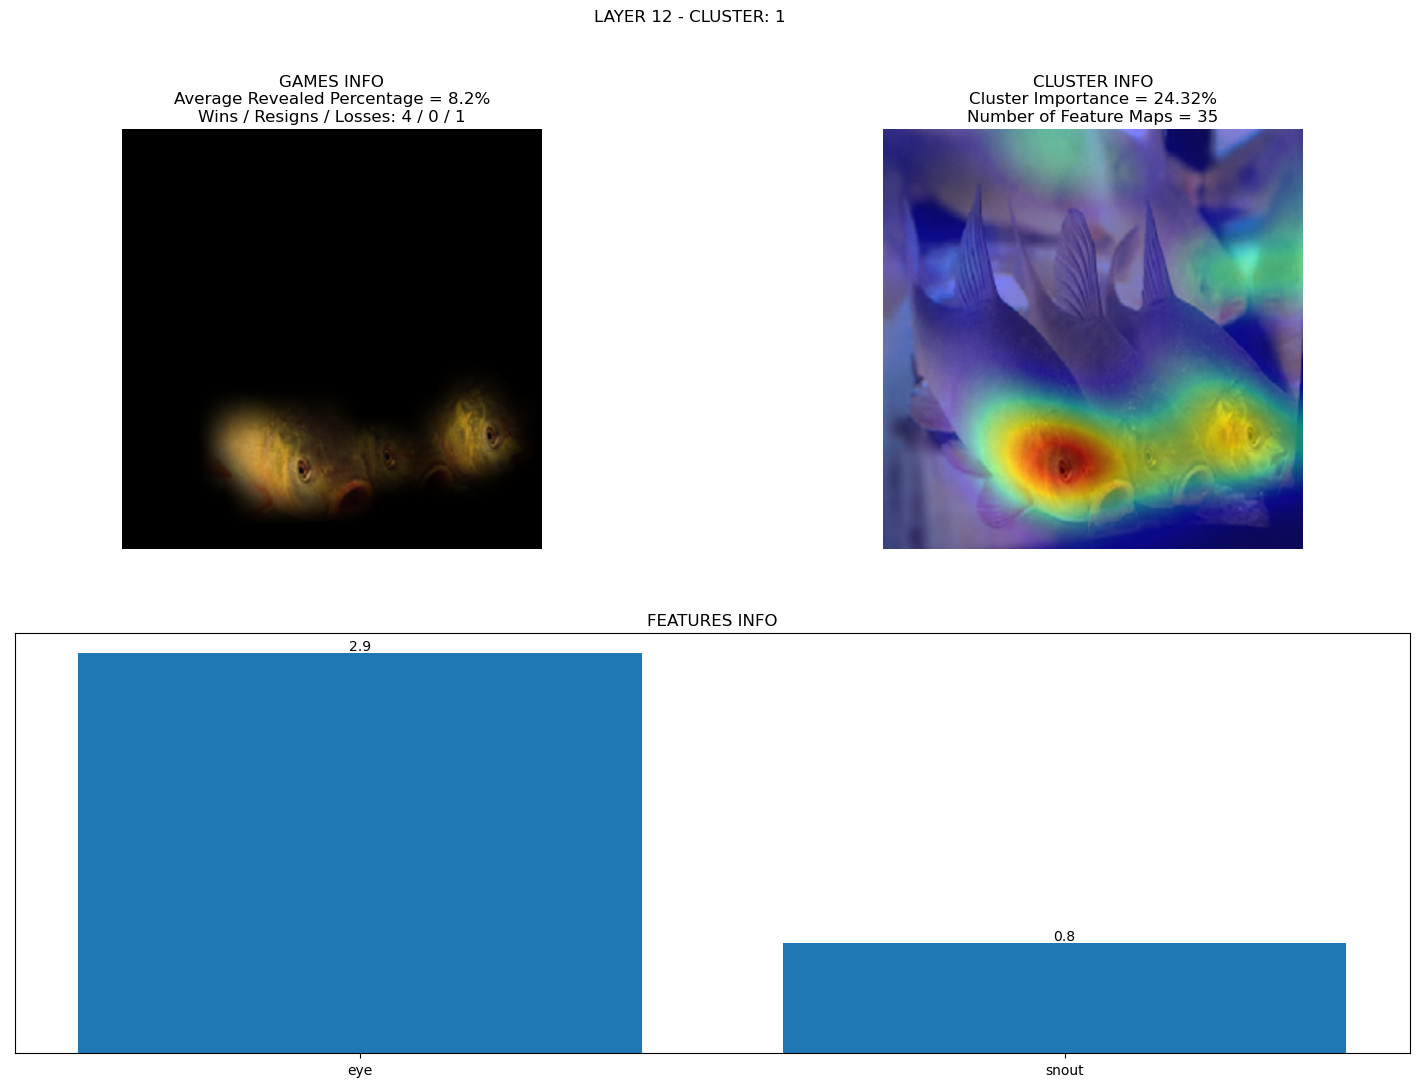 LAYER 12 - CLUSTER: 1
GAMES INFO
Average Revealed Percentage = 8.2%
Wins / Resigns / Losses: 4 / 0 / 1
CLUSTER INFO
Cluster Importance = 24.32%
Number of Feature Maps = 35
FEATURES INFO
2.9
0.8
eye
snout